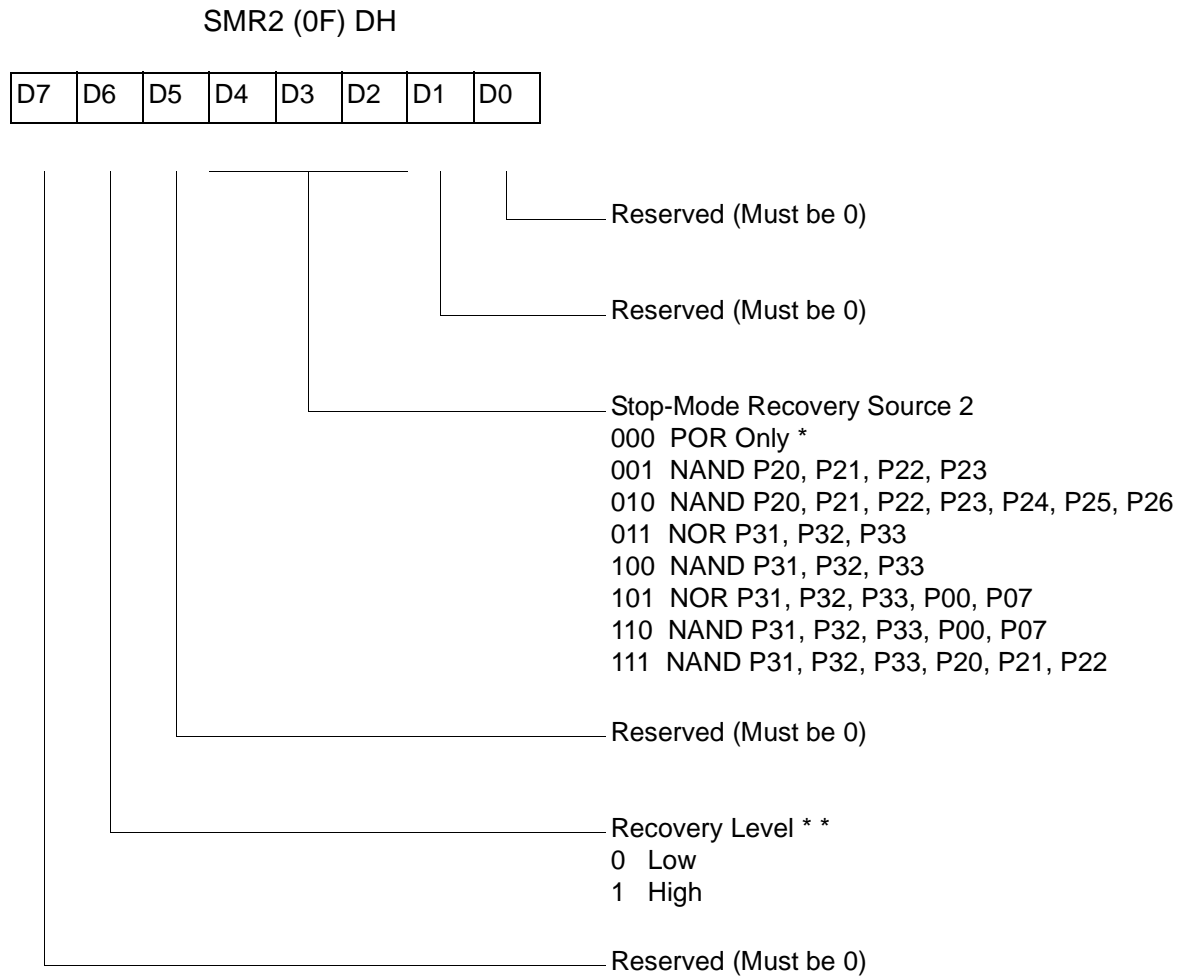 SMR2 (0F) DH
D7 D6 D5 D4 D3 D2 D1 D0
Reserved (Must be 0)
Reserved (Must be 0)
Stop-Mode Recovery Source 2
000 POR Only *
001 NAND P20, P21, P22, P23
010 NAND P20, P21, P22, P23, P24, P25, P26
011 NOR P31, P32, P33
100 NAND P31, P32, P33
101 NOR P31, P32, P33, P00, P07
110 NAND P31, P32, P33, P00, P07
111 NAND P31, P32, P33, P20, P21, P22
Reserved (Must be 0)
Recovery Level * *
0 Low
1 High
Reserved (Must be 0)